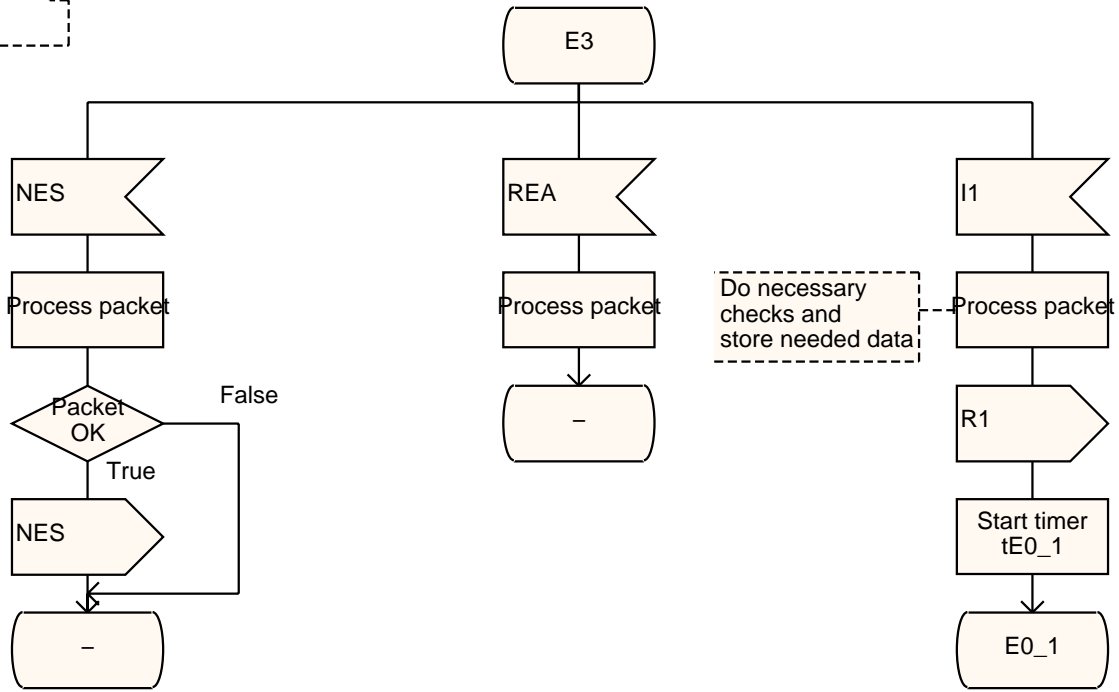 E3
NES
REA
I1
Process packet
Process packet
Do necessary
checks and
store needed data
Process packet
Packet
OK
False
True
–
R1
NES
Start timer
tE0_1
–
E0_1